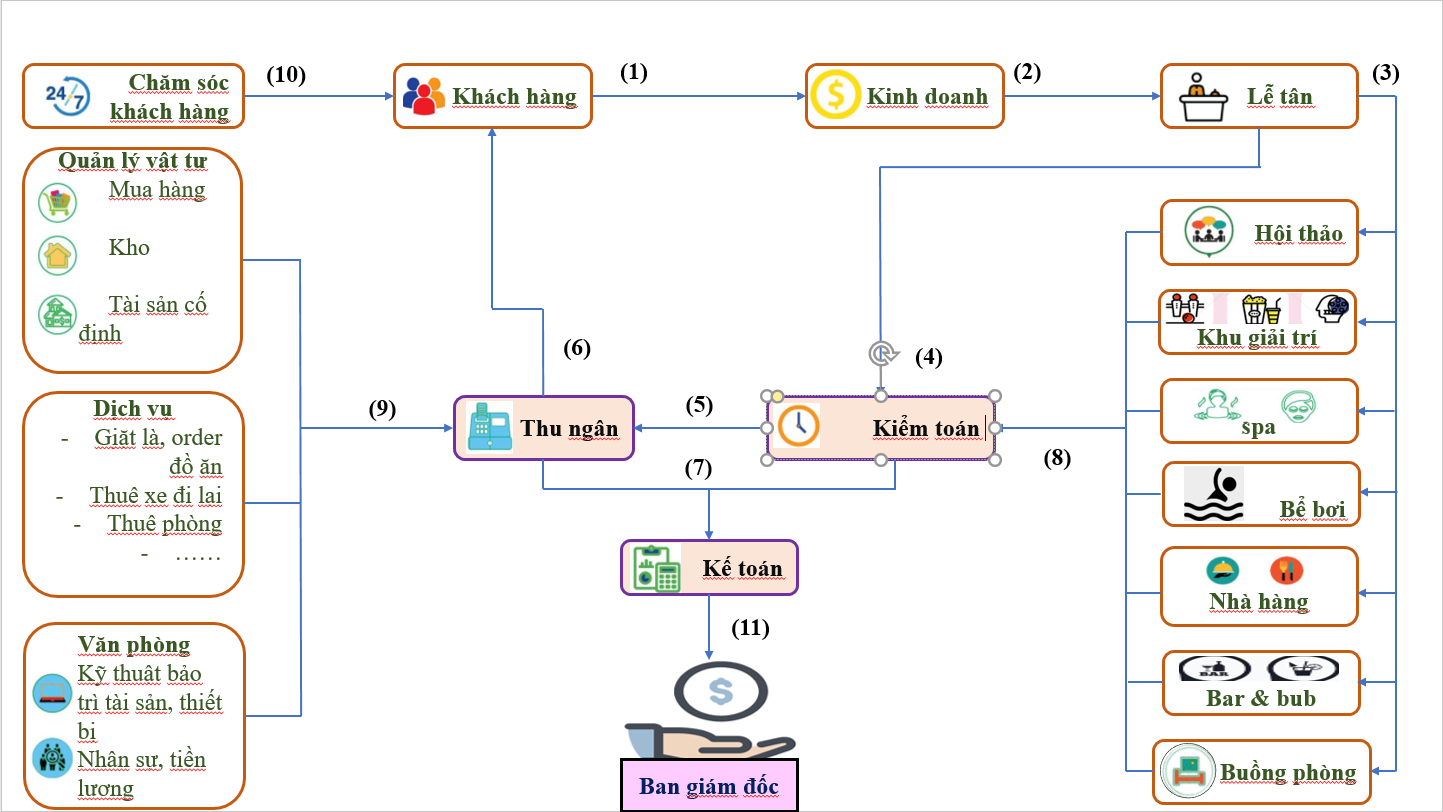 (10)
(1)
(2)
(3)
24/7
Chăm sóc
khách hàng
Khách hàng
Kinh doanh
Lễ tân
Quản lý vật tư
Mua hàng
Kho
Tài sản cố
định
Hội thảo
Khu giải trí
(6)
(4)
Dịch vụ
- Giặt là, order
đồ ăn
- Thuê xe đi lại
- Thuê phòng
- ……
(9)
Thu ngân
(5)
Kiểm toán
(8)
spa
(7)
Bể bơi
Kế toán
Nhà hàng
(11)
Văn phòng
Kỹ thuật bảo
trì tài sản, thiết
bị
Nhân sự, tiền
lương
BAR
Bar & bub
Ban giám đốc
Buồng phòng